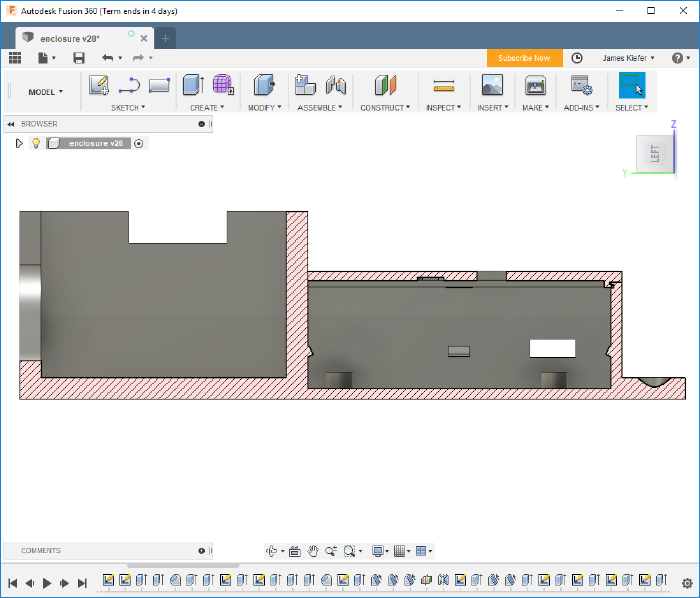 Autodesk Fusion 360 (Term ends in 4 days)
enclosure v28*
Subscribe Now
James Kiefer
MODEL
SKETCH
CREATE
MODIFY
ASSEMBLE
CONSTRUCT
INSPECT
INSERT
MAKE
ADD-INS
SELECT
BROWSER
enclosure v28
Z
LEFT
Y
COMMENTS